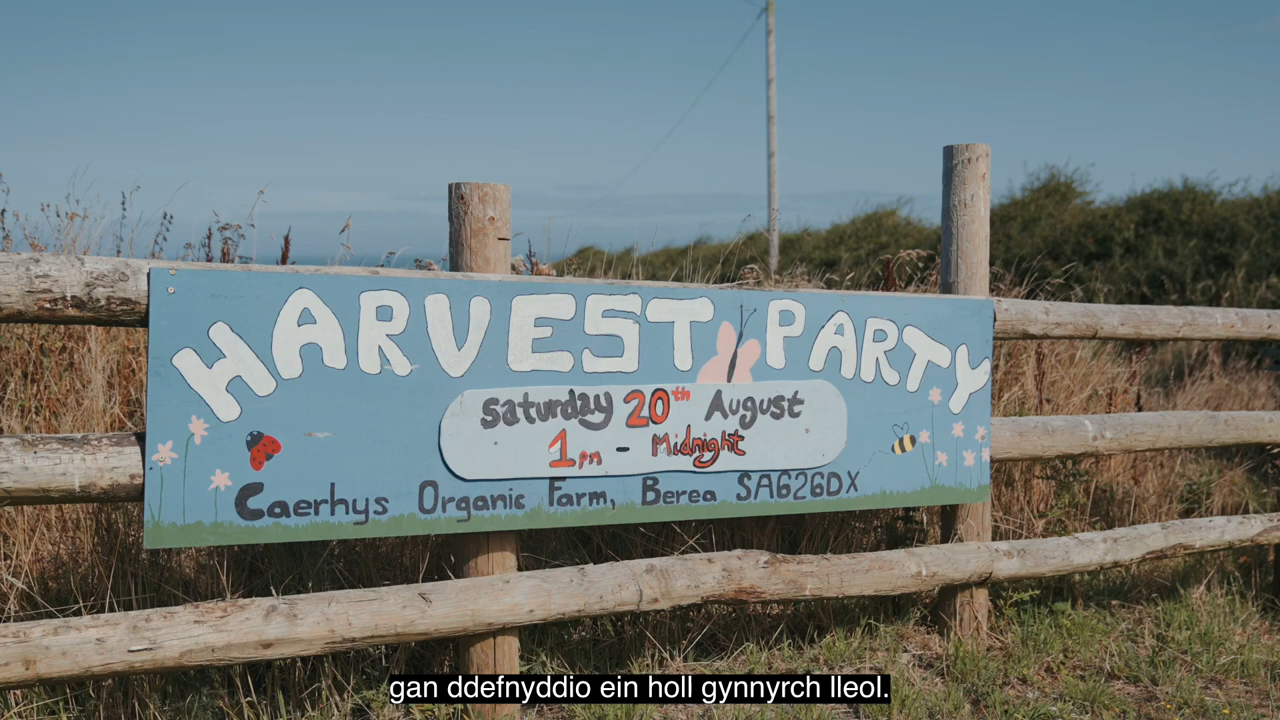 HARVEST PARTY
Saturday 20th August
1pm - Midnight
Caerhys Organic Farm, Berea SA626DX
gan ddefnyddio ein holl gynnyrch lleol.